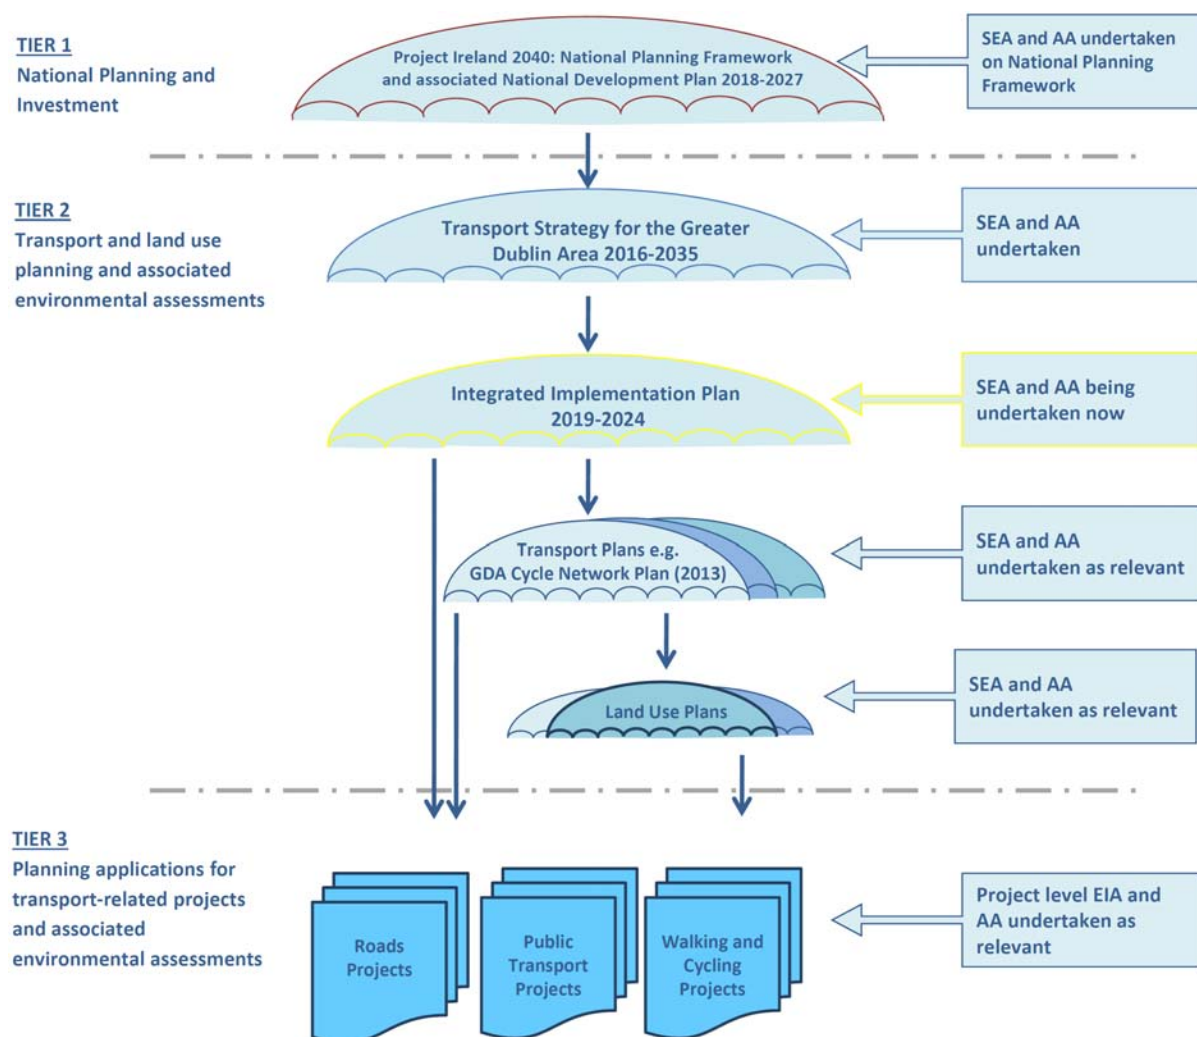 TIER 1
National Planning and
Investment
Project Ireland 2040: National Planning Framework
and associated National Development Plan 2018-2027
SEA and AA undertaken
on National Planning
Framework
TIER 2
Transport and land use
planning and associated
environmental assessments
Transport Strategy for the Greater
Dublin Area 2016-2035
SEA and AA
undertaken
Integrated Implementation Plan
2019-2024
SEA and AA being
undertaken now
Transport Plans e.g.
GDA Cycle Network Plan (2013)
SEA and AA
undertaken as relevant
Land Use Plans
SEA and AA
undertaken as relevant
TIER 3
Planning applications for
transport-related projects
and associated
environmental assessments
Roads
Projects
Public
Transport
Projects
Walking and
Cycling
Projects
Project level EIA and
AA undertaken as
relevant